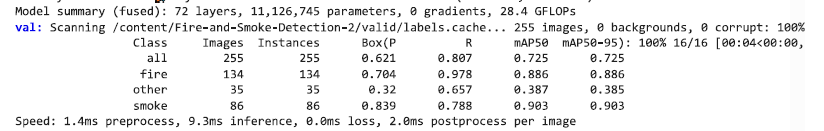 Model summary (fused): 72 layers, 11,126,745 parameters, 0 gradients, 28.4 GFLOPs
val: Scanning /content/Fire-and-Smoke-Detection-2/valid/labels.cache... 255 images, 0 backgrounds, 0 corrupt: 100%
Class Images Instances Box(P R mAP50 mAP50-95): 100% 16/16 [00:04<00:00,
all 255 255 0.621 0.807 0.725 0.725
fire 134 134 0.704 0.978 0.886 0.886
other 35 35 0.32 0.657 0.387 0.385
smoke 86 86 0.839 0.788 0.903 0.903
Speed: 1.4ms preprocess, 9.3ms inference, 0.0ms loss, 2.0ms postprocess per image